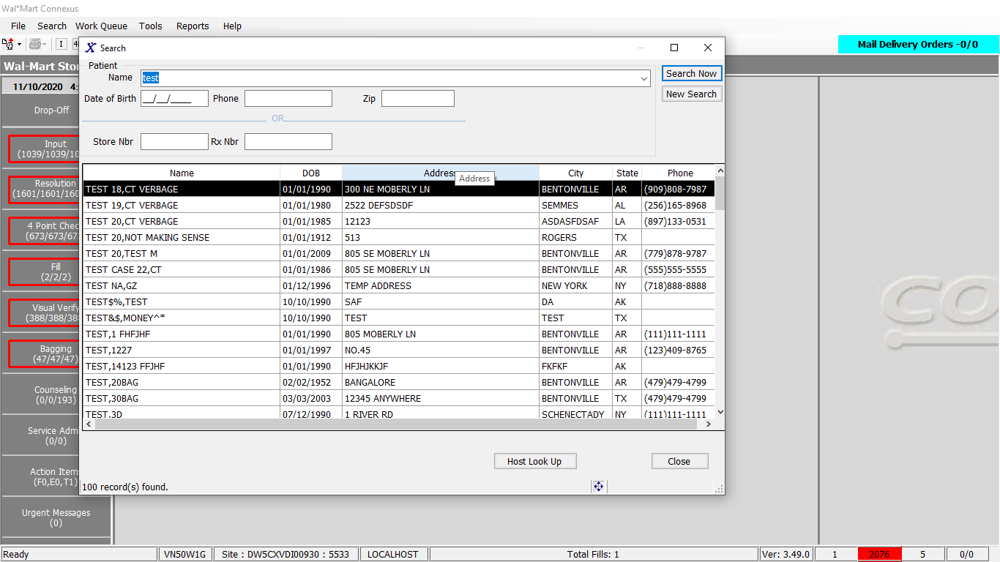 Wal*Mart Connexus
File Search Work Queue Tools Reports Help
Mail Delivery Orders -0/0
Wal-Mart Sto
11/10/2020 4:
Drop-Off
Input
(1039/1039/10
Resolution
(1601/1601/160
4 Point Chec
(673/673/67
Fill
(2/2/2)
Visual Verify
(388/388/38
Bagging
(47/47/47)
Counseling
(0/0/193)
Service Adm
(0/0)
Action Item
(F0,E0,T1)
Urgent Messages
(0)
Search
Patient
Name test
Search Now
Date of Birth __/__/____ Phone Zip
New Search
OR
Store Nbr Rx Nbr
Name DOB Address City State Phone
Address
TEST 18,CT VERBAGE 01/01/1990 300 NE MOBERLY LN BENTONVILLE AR (909)808-7987
TEST 19,CT VERBAGE 01/01/1980 2522 DEFSDSDF SEMMES AL (256)165-8968
TEST 20,CT VERBAGE 01/01/1985 12123 ASDASFDSAF LA (897)133-0531
TEST 20,NOT MAKING SENSE 01/01/1912 513 ROGERS TX
TEST 20,TEST M 01/01/2009 805 SE MOBERLY LN BENTONVILLE AR (779)878-9787
TEST CASE 22,CT 01/01/1986 805 SE MOBERLY LN BENTONVILLE AR (555)555-5555
TEST NA,GZ 01/12/1996 TEMP ADDRESS NEW YORK NY (718)888-8888
TEST$%,TEST 10/10/1990 SAF DA AK
TEST&$,MONEY^* 10/10/1990 TEST TEST TX
TEST,1 FHFJHF 01/01/1990 805 MOBERLY LN BENTONVILLE AR (111)111-1111
TEST,1227 01/01/1997 NO.45 BENTONVILLE AR (123)409-8765
TEST,14123 FFJHF 01/01/1990 HFJHJKKJF FKFKF AK
TEST,20BAG 02/02/1952 BANGALORE BENTONVILLE AR (479)479-4799
TEST,30BAG 03/03/2003 12345 ANYWHERE BENTONVILLE TX (479)479-4799
TEST,3D 07/12/1990 1 RIVER RD SCHENECTADY NY (111)111-1111
Host Look Up Close
100 record(s) found.
CO
Ready VN50W1G Site : DW5CXVDI00930 : 5533 LOCALHOST Total Fills: 1 Ver: 3.49.0 1 2076 5 0/0